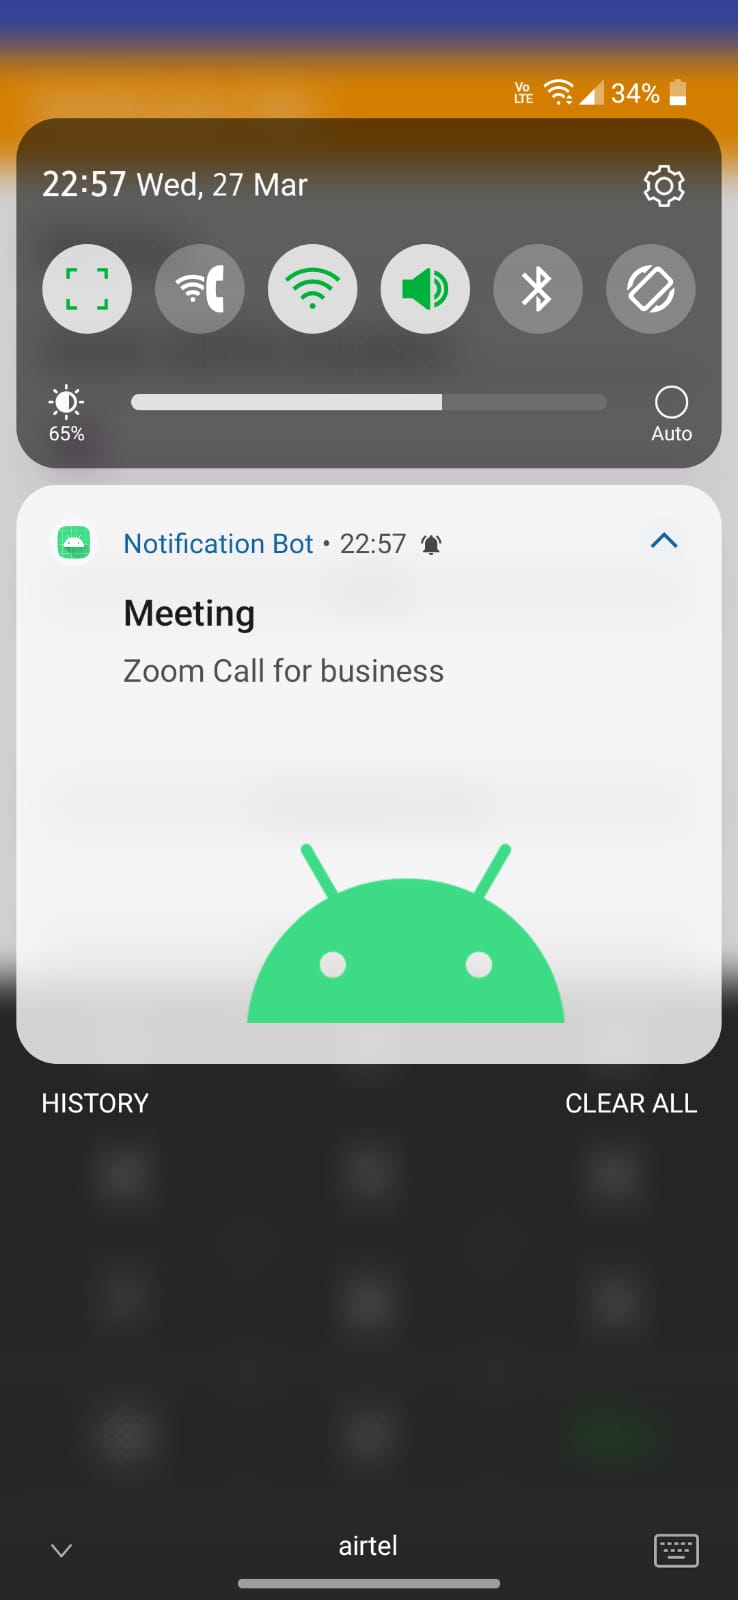 Vo LTE 34%
22:57 Wed, 27 Mar
65%
Auto
Notification Bot • 22:57
Meeting
Zoom Call for business
HISTORY CLEAR ALL
airtel